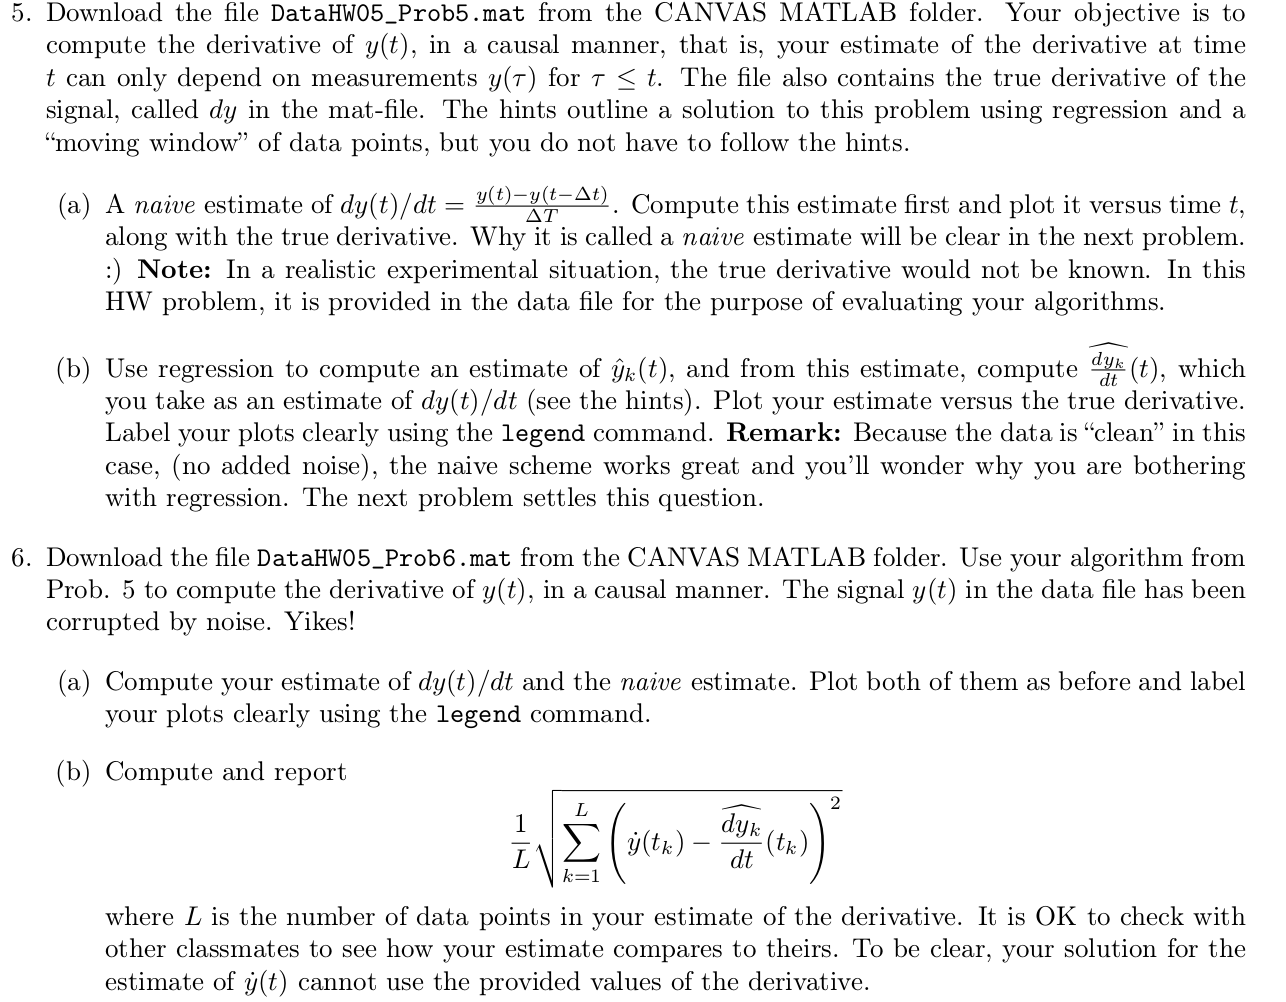 5. Download the file DataHW05_Prob5.mat from the CANVAS MATLAB folder. Your objective is to
compute the derivative of y(t), in a causal manner, that is, your estimate of the derivative at time
t can only depend on measurements y(τ) for τ ≤ t. The file also contains the true derivative of the
signal, called dy in the mat-file. The hints outline a solution to this problem using regression and a
“moving window” of data points, but you do not have to follow the hints.
(a) A naive estimate of dy(t)/dt = \frac{y(t)−y(t−Δt)}{ΔT}. Compute this estimate first and plot it versus time t,
along with the true derivative. Why it is called a naive estimate will be clear in the next problem.
:) Note: In a realistic experimental situation, the true derivative would not be known. In this
HW problem, it is provided in the data file for the purpose of evaluating your algorithms.
(b) Use regression to compute an estimate of ŷ_k(t), and from this estimate, compute \widehat{\frac{dy_k}{dt}}(t), which
you take as an estimate of dy(t)/dt (see the hints). Plot your estimate versus the true derivative.
Label your plots clearly using the legend command. Remark: Because the data is “clean” in this
case, (no added noise), the naive scheme works great and you’ll wonder why you are bothering
with regression. The next problem settles this question.
6. Download the file DataHW05_Prob6.mat from the CANVAS MATLAB folder. Use your algorithm from
Prob. 5 to compute the derivative of y(t), in a causal manner. The signal y(t) in the data file has been
corrupted by noise. Yikes!
(a) Compute your estimate of dy(t)/dt and the naive estimate. Plot both of them as before and label
your plots clearly using the legend command.
(b) Compute and report
\frac{1}{L}\sqrt{\sum_{k=1}^{L}\left(\dot{y}(t_k) − \widehat{\frac{dy_k}{dt}}(t_k)\right)^2}
where L is the number of data points in your estimate of the derivative. It is OK to check with
other classmates to see how your estimate compares to theirs. To be clear, your solution for the
estimate of ẏ(t) cannot use the provided values of the derivative.